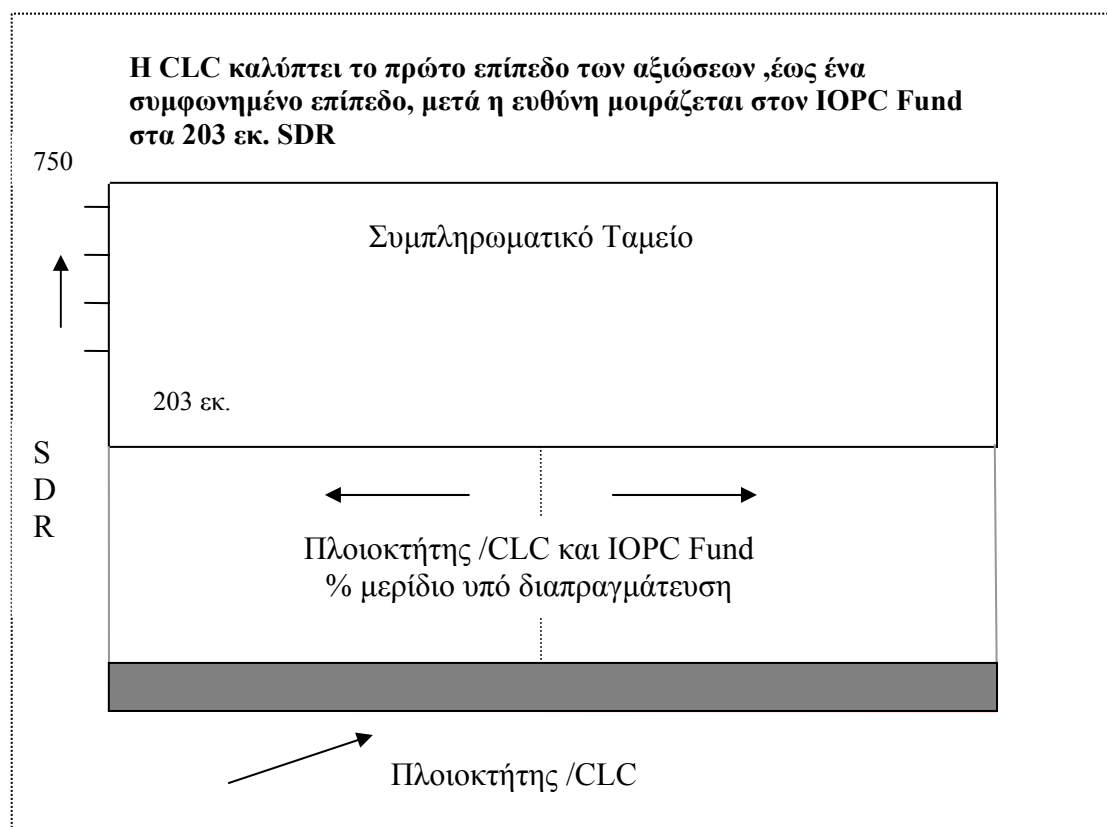 Η CLC καλύπτει το πρώτο επίπεδο των αξιώσεων ,έως ένα
συμφωνημένο επίπεδο, μετά η ευθύνη μοιράζεται στον IOPC Fund
στα 203 εκ. SDR
750
Συμπληρωματικό Ταμείο
203 εκ.
S
D
R
Πλοιοκτήτης /CLC και IOPC Fund
% μερίδιο υπό διαπραγμάτευση
Πλοιοκτήτης /CLC